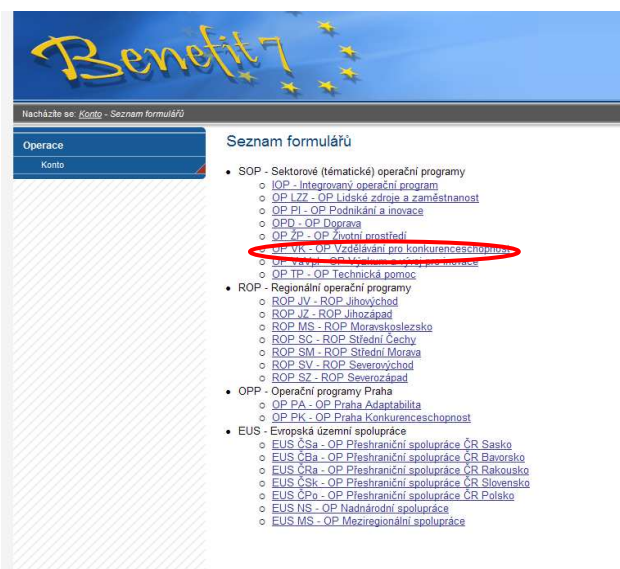 Benefit7
Nacházíte se: Konto - Seznam formulářů
Operace
Konto
Seznam formulářů
SOP - Sektorové (tématické) operační programy
IOP - Integrovaný operační program
OP LZZ - OP Lidské zdroje a zaměstnanost
OP PI - OP Podnikání a inovace
OPD - OP Doprava
OP ŽP - OP Životní prostředí
OP VK - OP Vzdělávání pro konkurenceschopnost
OP VaVpI - OP Výzkum a vývoj pro inovace
OP TP - OP Technická pomoc
ROP - Regionální operační programy
ROP JV - ROP Jihovýchod
ROP JZ - ROP Jihozápad
ROP MS - ROP Moravskoslezsko
ROP SC - ROP Střední Čechy
ROP SM - ROP Střední Morava
ROP SV - ROP Severovýchod
ROP SZ - ROP Severozápad
OPP - Operační programy Praha
OP PA - OP Praha Adaptabilita
OP PK - OP Praha Konkurenceschopnost
EUS - Evropská územní spolupráce
EUS ČSa - OP Přeshraniční spolupráce ČR Sasko
EUS ČBa - OP Přeshraniční spolupráce ČR Bavorsko
EUS ČRa - OP Přeshraniční spolupráce ČR Rakousko
EUS ČSk - OP Přeshraniční spolupráce ČR Slovensko
EUS ČPo - OP Přeshraniční spolupráce ČR Polsko
EUS NS - OP Nadnárodní spolupráce
EUS MS - OP Meziregionální spolupráce